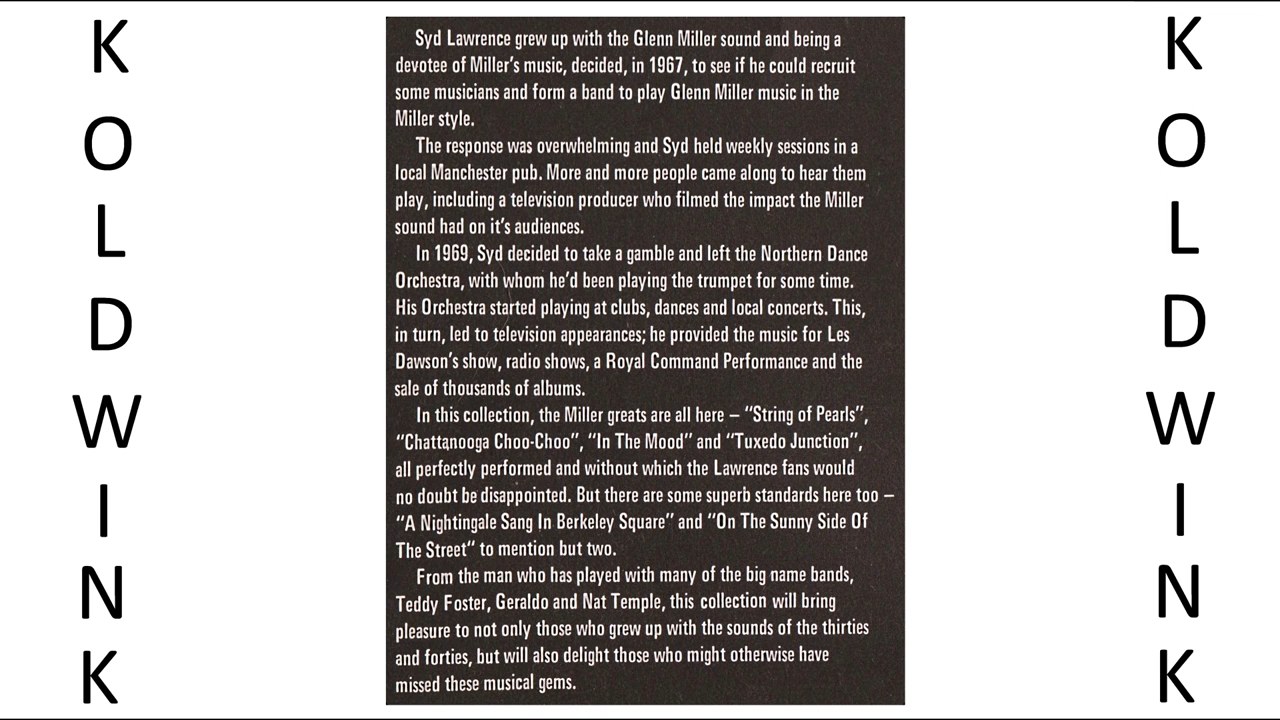 K
O
L
D
W
I
N
K
Syd Lawrence grew up with the Glenn Miller sound and being a
devotee of Miller's music, decided, in 1967, to see if he could recruit
some musicians and form a band to play Glenn Miller music in the
Miller style.
The response was overwhelming and Syd held weekly sessions in a
local Manchester pub. More and more people came along to hear them
play, including a television producer who filmed the impact the Miller
sound had on it's audiences.
In 1969, Syd decided to take a gamble and left the Northern Dance
Orchestra, with whom he'd been playing the trumpet for some time.
His Orchestra started playing at clubs, dances and local concerts. This,
in turn, led to television appearances; he provided the music for Les
Dawson's show, radio shows, a Royal Command Performance and the
sale of thousands of albums.
In this collection, the Miller greats are all here – "String of Pearls",
"Chattanooga Choo-Choo", "In The Mood" and "Tuxedo Junction",
all perfectly performed and without which the Lawrence fans would
no doubt be disappointed. But there are some superb standards here too –
"A Nightingale Sang In Berkeley Square" and "On The Sunny Side Of
The Street" to mention but two.
From the man who has played with many of the big name bands,
Teddy Foster, Geraldo and Nat Temple, this collection will bring
pleasure to not only those who grew up with the sounds of the thirties
and forties, but will also delight those who might otherwise have
missed these musical gems.
K
O
L
D
W
I
N
K